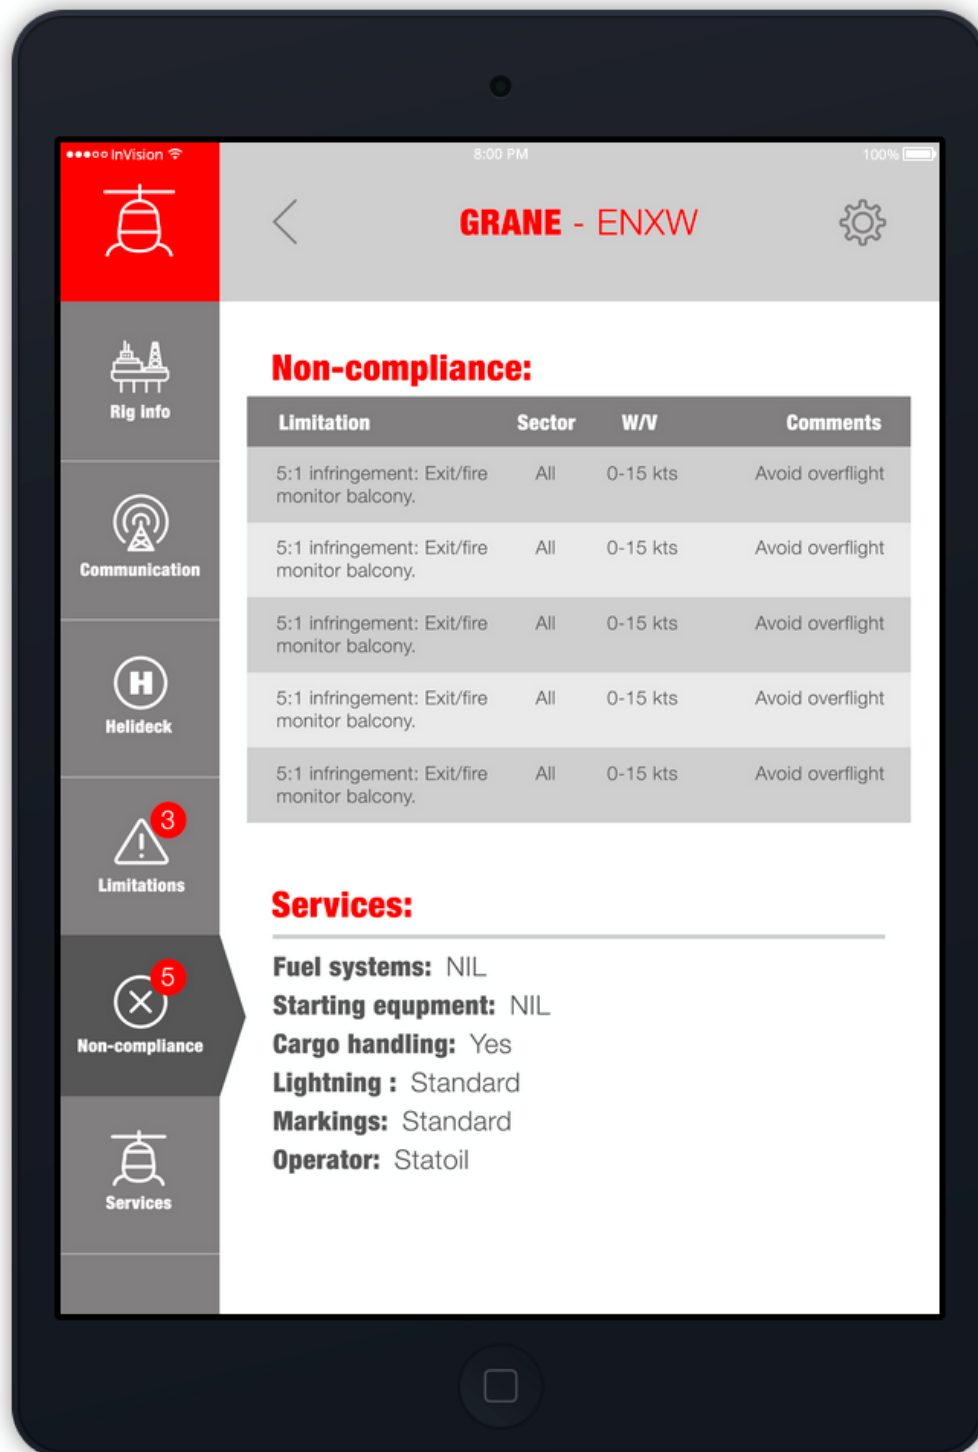 InVision
8:00 PM
100%
GRANE - ENXW
Rig info
Communication
H
Helideck
3
Limitations
5
Non-compliance
Services
Non-compliance:
Limitation Sector W/V Comments
5:1 infringement: Exit/fire All 0-15 kts Avoid overflight
monitor balcony.
5:1 infringement: Exit/fire All 0-15 kts Avoid overflight
monitor balcony.
5:1 infringement: Exit/fire All 0-15 kts Avoid overflight
monitor balcony.
5:1 infringement: Exit/fire All 0-15 kts Avoid overflight
monitor balcony.
5:1 infringement: Exit/fire All 0-15 kts Avoid overflight
monitor balcony.
Services:
Fuel systems: NIL
Starting equpment: NIL
Cargo handling: Yes
Lightning : Standard
Markings: Standard
Operator: Statoil